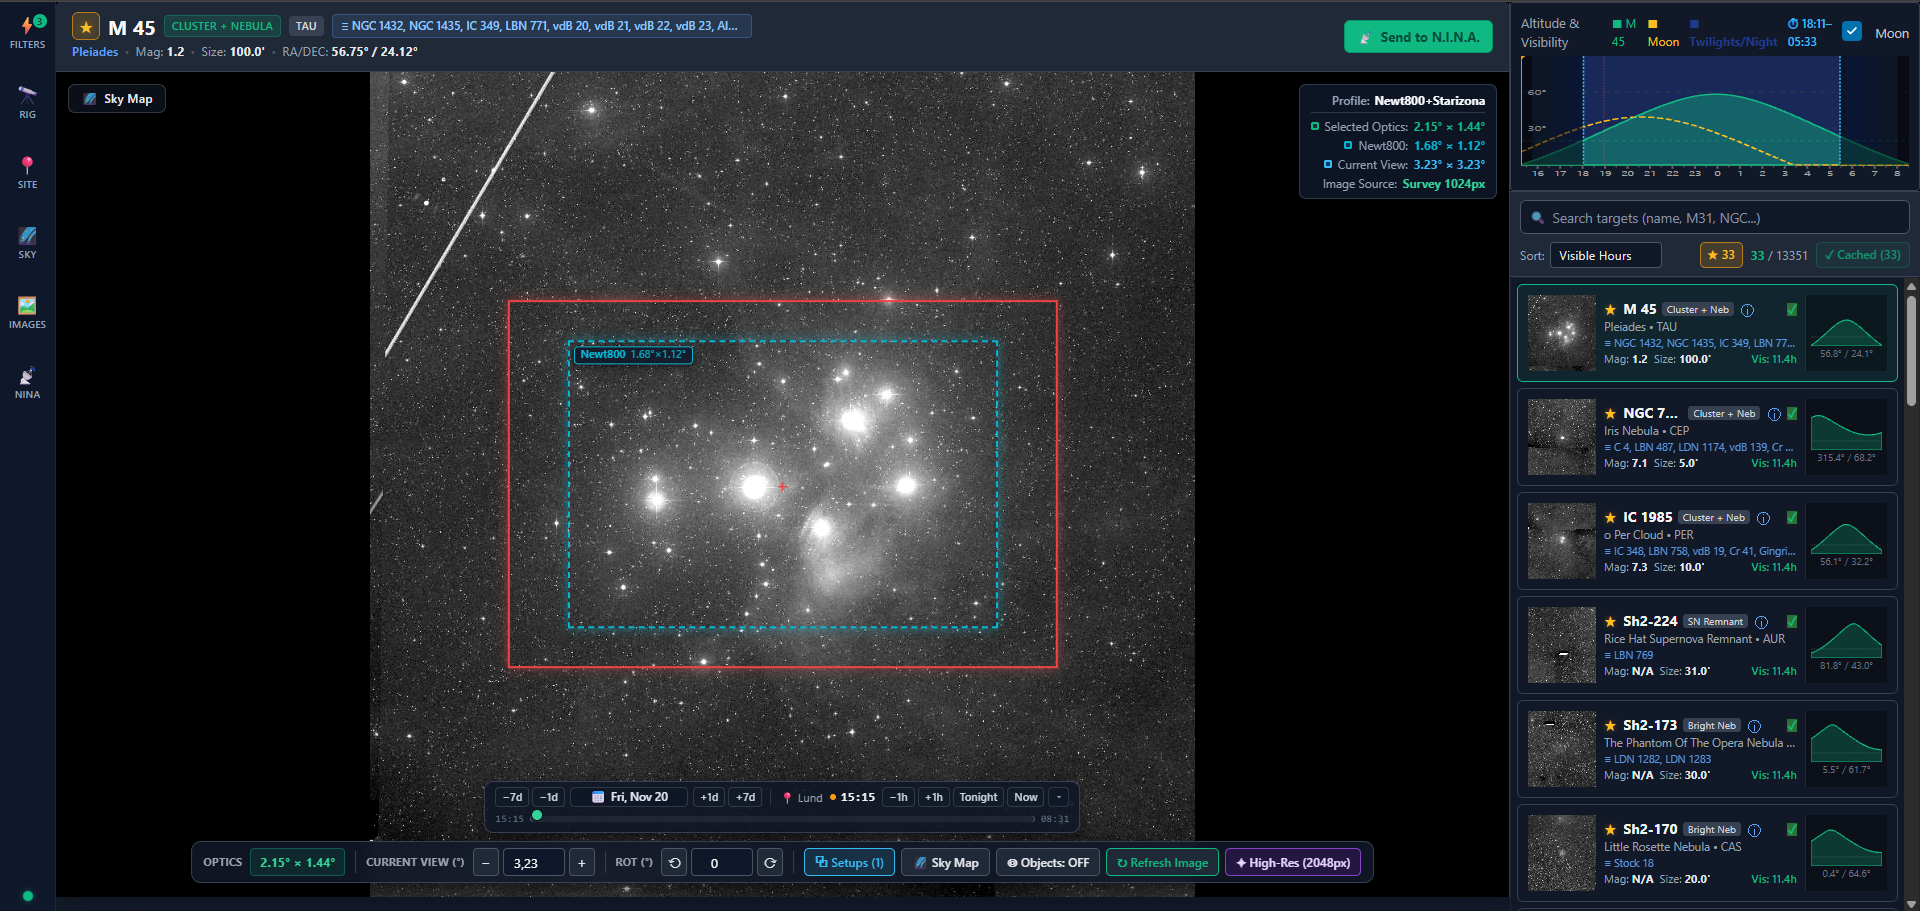 3
FILTERS
RIG
SITE
SKY
IMAGES
NINA
M 45 CLUSTER + NEBULA TAU ≡ NGC 1432, NGC 1435, IC 349, LBN 771, vdB 20, vdB 21, vdB 22, vdB 23, Al...
Pleiades • Mag: 1.2 • Size: 100.0' • RA/DEC: 56.75° / 24.12°
Send to N.I.N.A.
Sky Map
Profile: Newt800+Starizona
Selected Optics: 2.15° × 1.44°
Newt800: 1.68° × 1.12°
Current View: 3.23° × 3.23°
Image Source: Survey 1024px
Newt800 1.68°×1.12°
−7d −1d Fri, Nov 20 +1d +7d Lund 15:15 −1h +1h Tonight Now
15:15 08:31
OPTICS 2.15° × 1.44° CURRENT VIEW (°) − 3,23 + ROT (°) 0 Setups (1) Sky Map Objects: OFF Refresh Image High-Res (2048px)
Altitude & Visibility
M 45
Moon
Twilights/Night
18:11–05:33
Moon
60°
30°
16 17 18 19 20 21 22 23 0 1 2 3 4 5 6 7 8
Search targets (name, M31, NGC...)
Sort: Visible Hours ★ 33 33 / 13351 ✓ Cached (33)
M 45 Cluster + Neb
Pleiades • TAU
≡ NGC 1432, NGC 1435, IC 349, LBN 77...
Mag: 1.2 Size: 100.0' Vis: 11.4h
56.8° / 24.1°
NGC 7... Cluster + Neb
Iris Nebula • CEP
≡ C 4, LBN 487, LDN 1174, vdB 139, Cr ...
Mag: 7.1 Size: 5.0' Vis: 11.4h
315.4° / 68.2°
IC 1985 Cluster + Neb
o Per Cloud • PER
≡ IC 348, LBN 758, vdB 19, Cr 41, Gingri...
Mag: 7.3 Size: 10.0' Vis: 11.4h
56.1° / 32.2°
Sh2-224 SN Remnant
Rice Hat Supernova Remnant • AUR
≡ LBN 769
Mag: N/A Size: 31.0' Vis: 11.4h
81.8° / 43.0°
Sh2-173 Bright Neb
The Phantom Of The Opera Nebula ...
≡ LDN 1282, LDN 1283
Mag: N/A Size: 30.0' Vis: 11.4h
5.5° / 61.7°
Sh2-170 Bright Neb
Little Rosette Nebula • CAS
≡ Stock 18
Mag: N/A Size: 20.0' Vis: 11.4h
0.4° / 64.6°